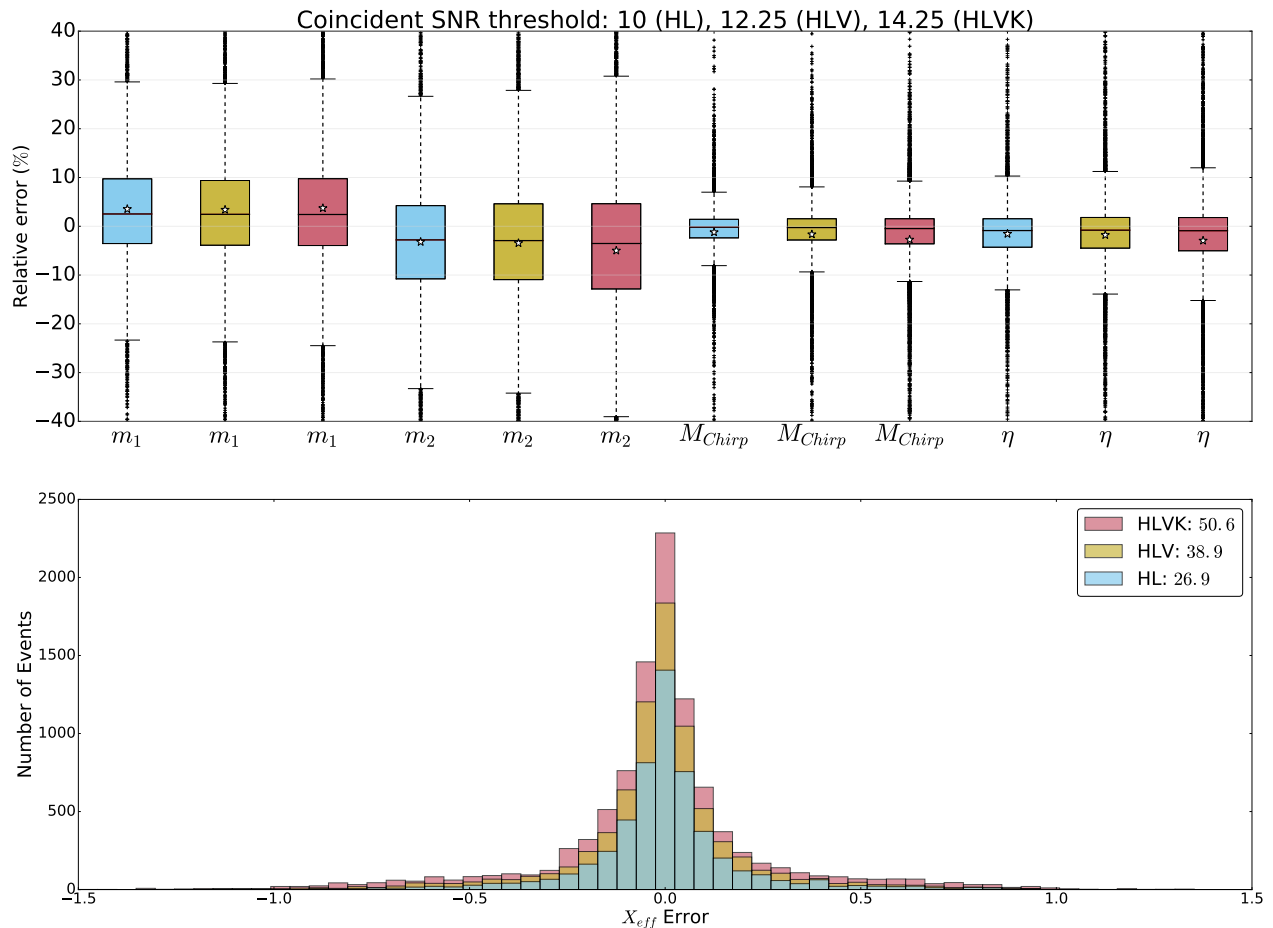 Coincident SNR threshold: 10 (HL), 12.25 (HLV), 14.25 (HLVK)
40
30
20
10
0
−10
−20
−30
−40
Relative error (%)
m1 m1 m1 m2 m2 m2 MChirp MChirp MChirp η η η
2500
2000
1500
1000
500
0
Number of Events
HLVK: 50.6
HLV: 38.9
HL: 26.9
−1.5 −1.0 −0.5 0.0 0.5 1.0 1.5
Xeff Error